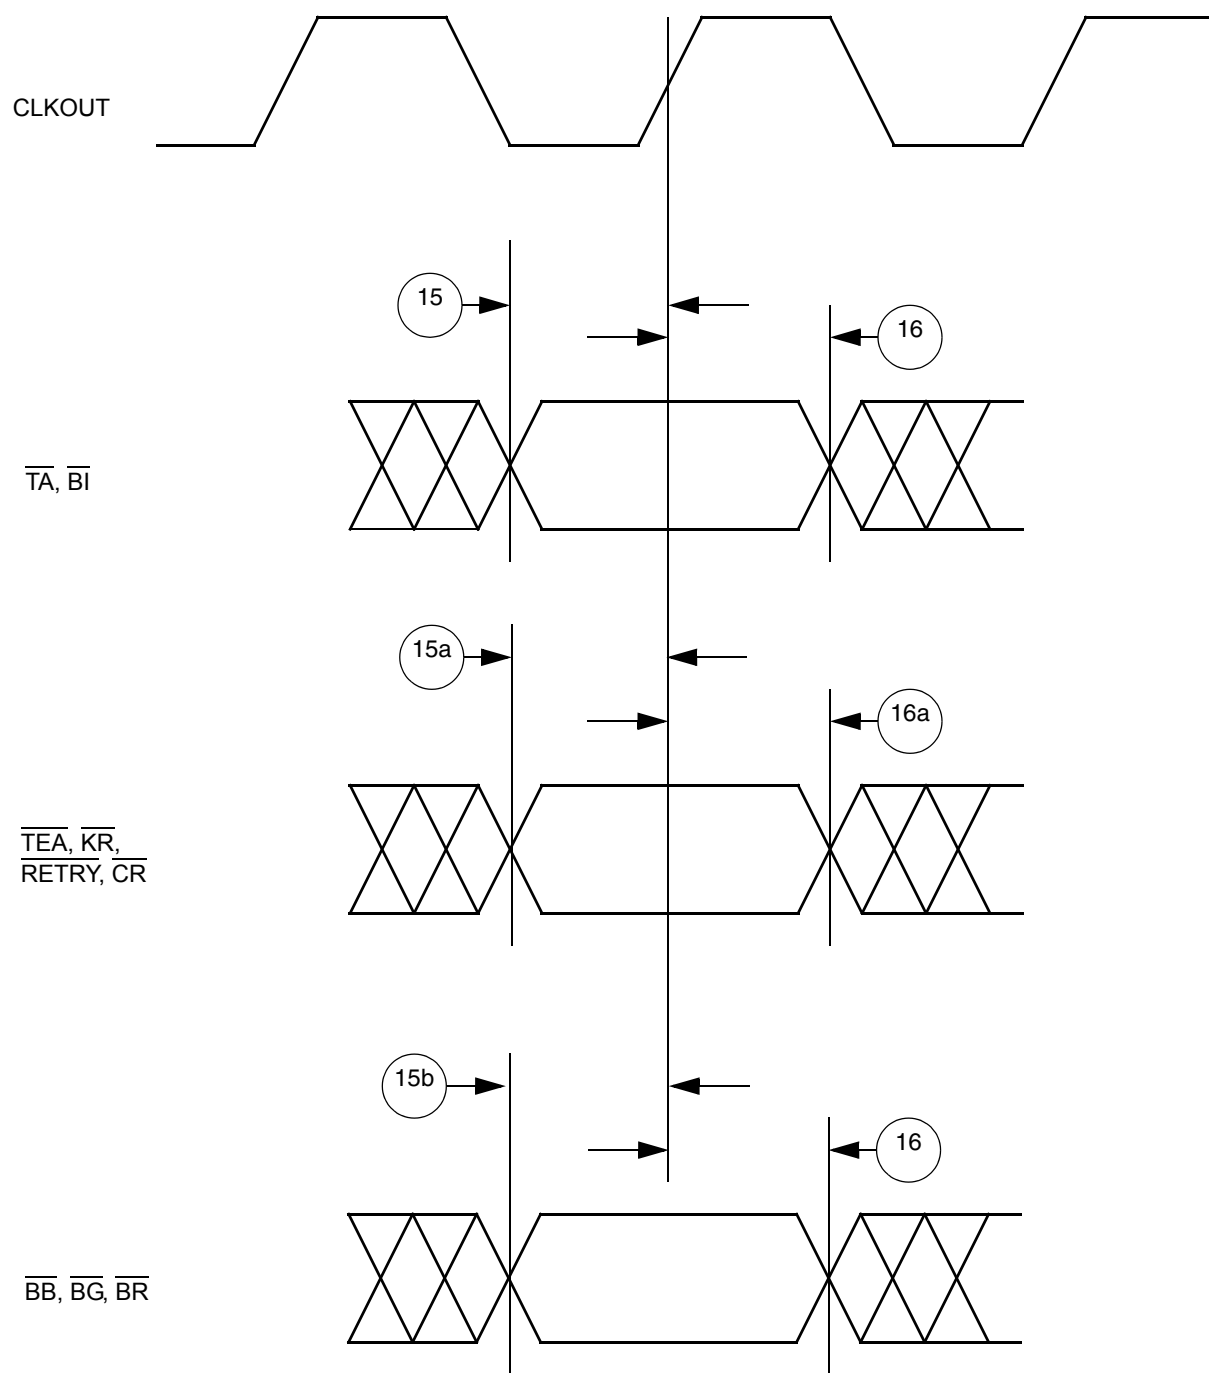 CLKOUT
15
16
TA, BI
15a
16a
TEA, KR,
RETRY, CR
15b
16
BB, BG, BR